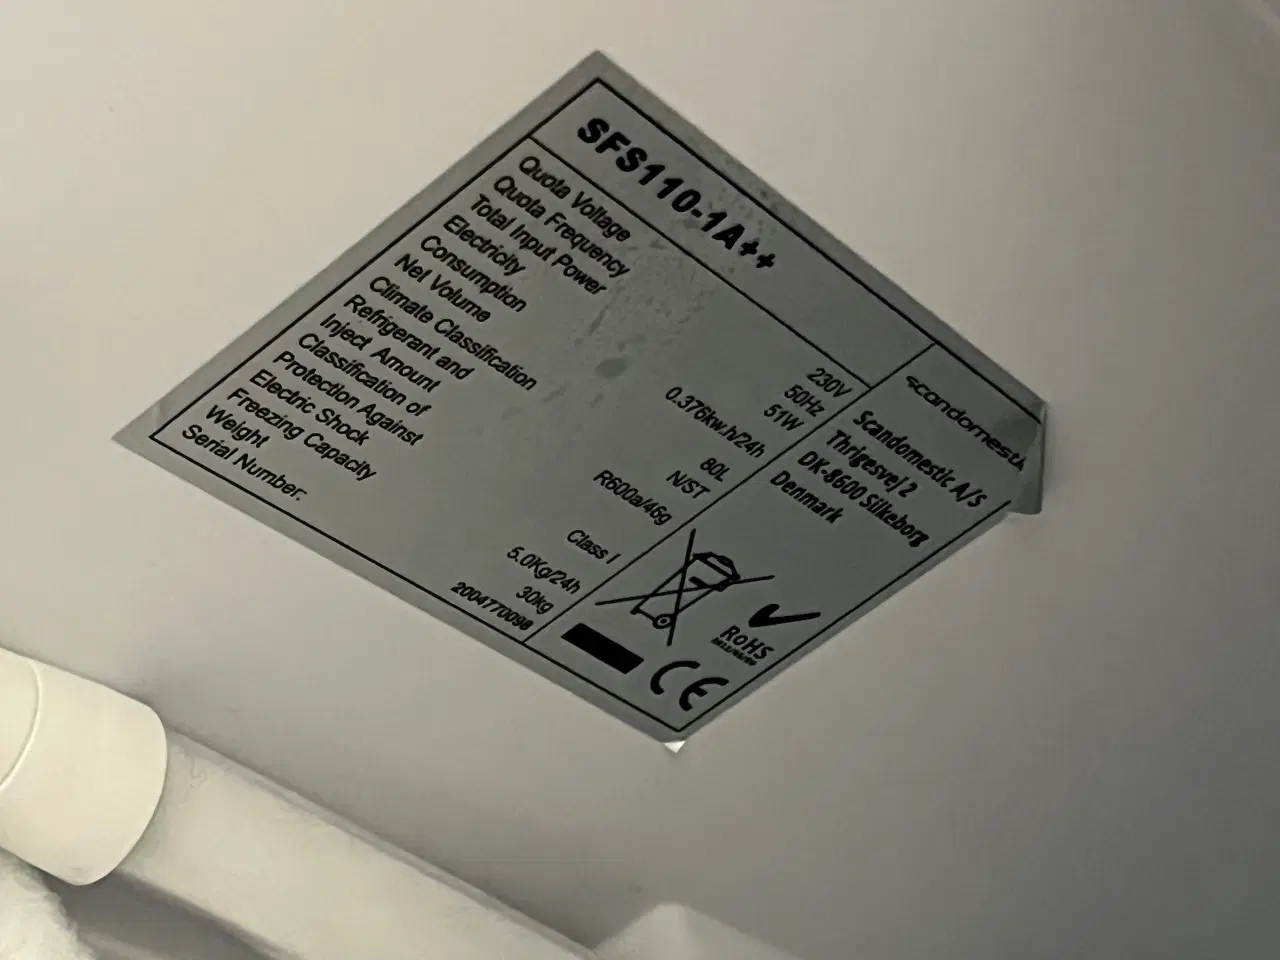 SFS110-1A++
Quota Voltage 230V
Quota Frequency 50Hz
Total Input Power 51W
Electricity
Consumption 0.376kw.h/24h
Net Volume 80L
Climate Classification N/ST
Refrigerant and
Inject Amount R600a/46g
Classification of
Protection Against
Electric Shock Class I
Freezing Capacity 5.0Kg/24h
Weight 30kg
Serial Number: 2004770098
scandomestic
Scandomestic A/S
Thrigesvej 2
DK-8600 Silkeborg
Denmark
RoHS
CE